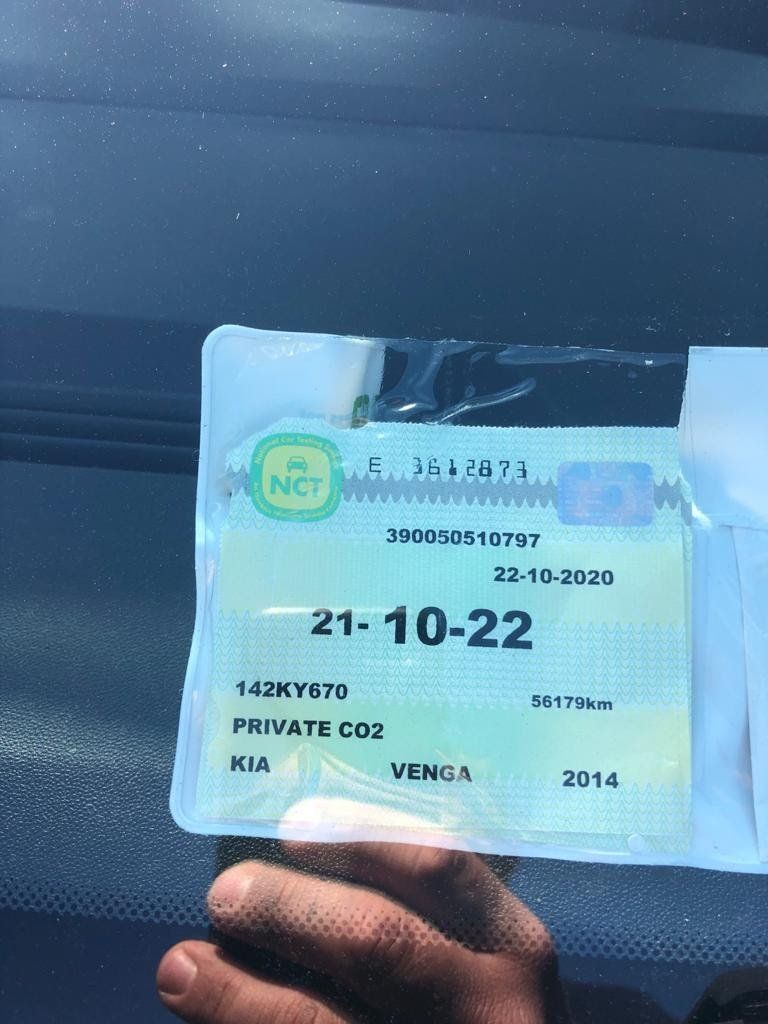 NCT
E 3612873
390050510797
22-10-2020
21- 10-22
142KY670
56179km
PRIVATE CO2
KIA VENGA 2014